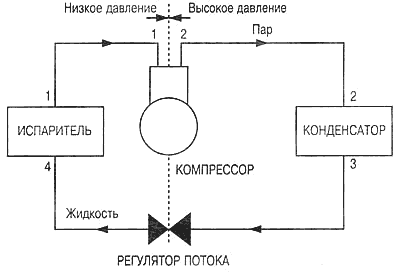 Низкое давление
Высокое давление
1
2
Пар
1
2
ИСПАРИТЕЛЬ
КОНДЕНСАТОР
4
3
КОМПРЕССОР
Жидкость
РЕГУЛЯТОР ПОТОКА